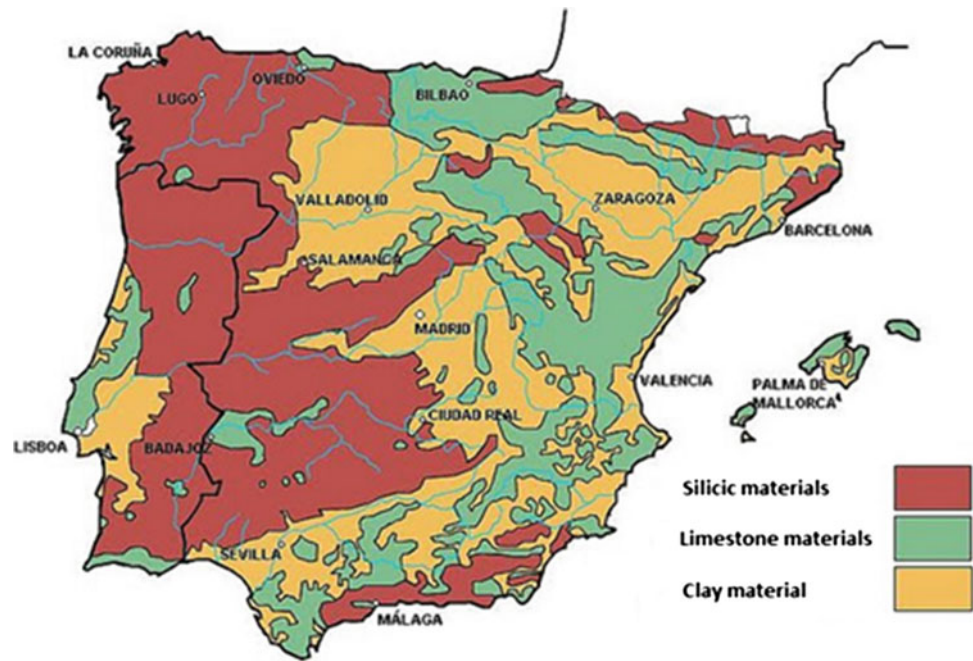 LA CORUÑA
OVIEDO
LUGO
BILBAO
VALLADOLID
ZARAGOZA
BARCELONA
SALAMANCA
MADRID
VALENCIA
PALMA DE
MALLORCA
CIUDAD REAL
LISBOA
BADAJOZ
SEVILLA
MÁLAGA
Silicic materials
Limestone materials
Clay material